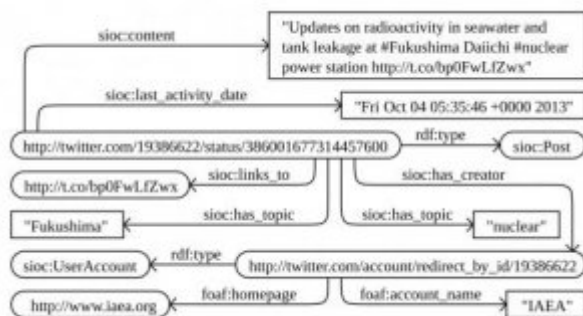 sioc:content
"Updates on radioactivity in seawater and
tank leakage at #Fukushima Daiichi #nuclear
power station http://t.co/bp0FwLfZwx"
sioc:last_activity_date
"Fri Oct 04 05:35:46 +0000 2013"
http://twitter.com/19386622/status/386001677314457600
rdf:type
sioc:Post
http://t.co/bp0FwLfZwx
sioc:links_to
sioc:has_creator
"Fukushima"
sioc:has_topic
sioc:has_topic
"nuclear"
sioc:UserAccount
rdf:type
http://twitter.com/account/redirect_by_id/19386622
http://www.iaea.org
foaf:homepage
foaf:account_name
"IAEA"